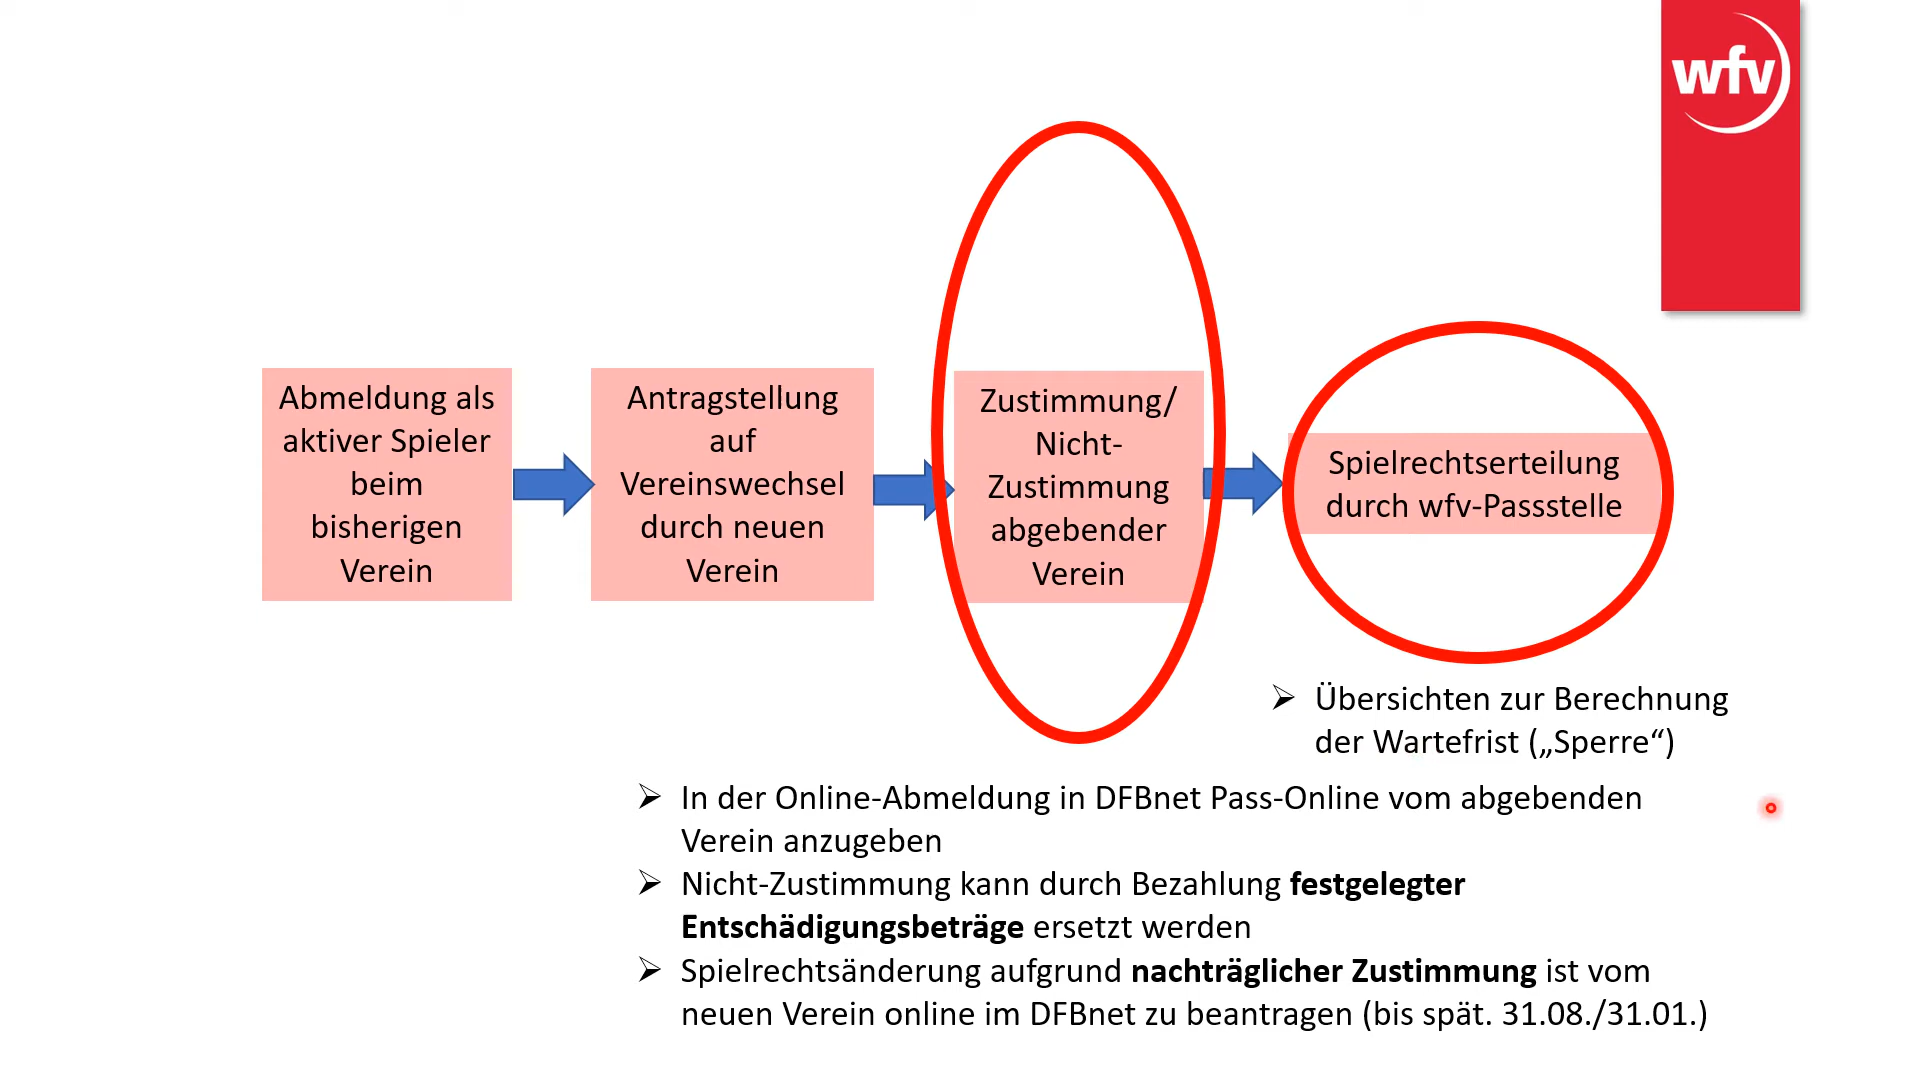 wfv
Abmeldung als
aktiver Spieler
beim
bisherigen
Verein
Antragstellung
auf
Vereinswechsel
durch neuen
Verein
Zustimmung/
Nicht-
Zustimmung
abgebender
Verein
Spielrechtserteilung
durch wfv-Passstelle
➢ Übersichten zur Berechnung
der Wartefrist („Sperre“)
➢ In der Online-Abmeldung in DFBnet Pass-Online vom abgebenden
Verein anzugeben
➢ Nicht-Zustimmung kann durch Bezahlung festgelegter
Entschädigungsbeträge ersetzt werden
➢ Spielrechtsänderung aufgrund nachträglicher Zustimmung ist vom
neuen Verein online im DFBnet zu beantragen (bis spät. 31.08./31.01.)